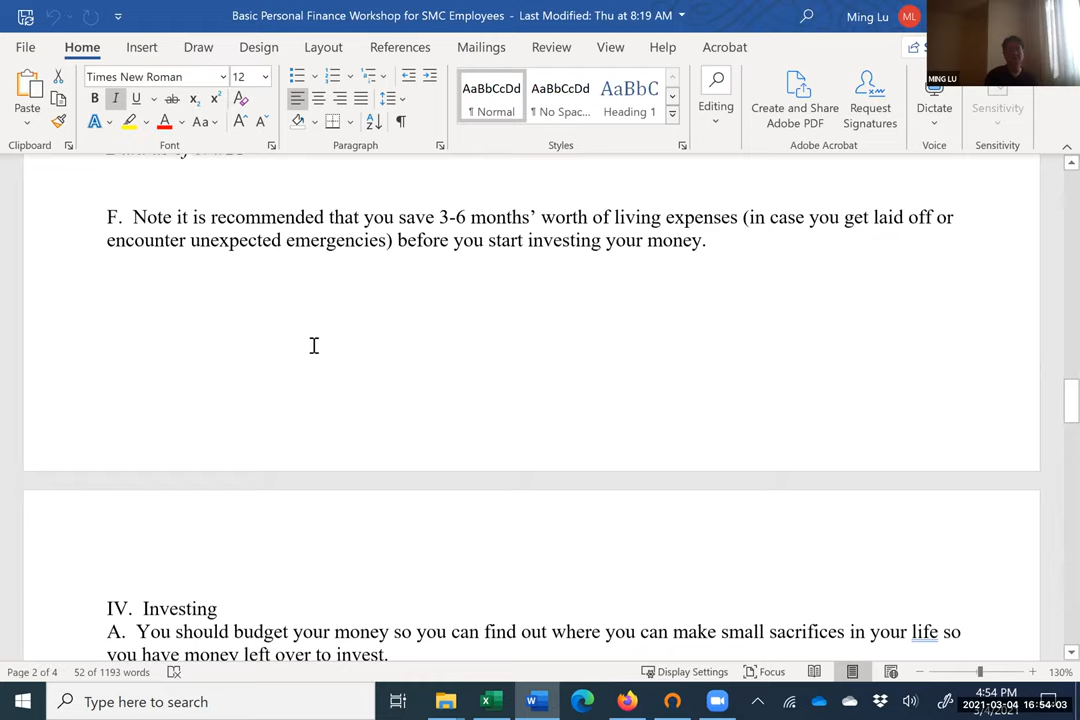 Basic Personal Finance Workshop for SMC Employees - Last Modified: Thu at 8:19 AM
Ming Lu
ML
File Home Insert Draw Design Layout References Mailings Review View Help Acrobat
Times New Roman 12
AaBbCcDd AaBbCcDd AaBbC
¶ Normal ¶ No Spac... Heading 1
Paste
B I U ab x₂ x²
A A Aa A A
Editing
Create and Share Adobe PDF
Request Signatures
Dictate
Sensitivity
MING LU
Clipboard Font Paragraph Styles Adobe Acrobat Voice Sensitivity
F. Note it is recommended that you save 3-6 months’ worth of living expenses (in case you get laid off or
encounter unexpected emergencies) before you start investing your money.
IV. Investing
A. You should budget your money so you can find out where you can make small sacrifices in your life so
you have money left over to invest.
Page 2 of 4 52 of 1193 words Display Settings Focus 130%
Type here to search
4:54 PM
2021-03-04 16:54:03